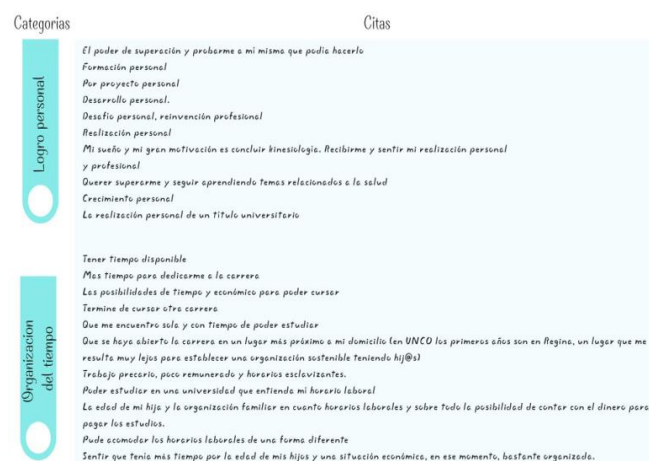 Categorias
Citas
Logro personal
El poder de superación y probarme a mi misma que podia hacerlo
Formación personal
Por proyecto personal
Desarrollo personal.
Desafio personal, reinvención profesional
Realización personal
Mi sueño y mi gran motivación es concluir kinesiologia. Recibirme y sentir mi realización personal
y profesional
Querer superarme y seguir aprendiendo temas relacionados a la salud
Crecimiento personal
La realización personal de un título universitario
Organizacion
del tiempo
Tener tiempo disponible
Mas tiempo para dedicarme a la carrera
Las posibilidades de tiempo y económico para poder cursar
Termine de cursar otra carrera
Que me encuentro sola y con tiempo de poder estudiar
Que se haya abierto la carrera en un lugar más próximo a mi domicilio (en UNCO los primeros años son en Regina, un lugar que me
resulta muy lejos para establecer una organización sostenible teniendo hij@s)
Trabajo precario, poco remunerado y horarios esclavizantes.
Poder estudiar en una universidad que entienda mi horario laboral
La edad de mi hija y la organización familiar en cuanto horarios laborales y sobre todo la posibilidad de contar con el dinero para
pagar los estudios.
Pude acomodar los horarios laborales de una forma diferente
Sentir que tenía más tiempo por la edad de mis hijos y una situación económica, en ese momento, bastante organizada.